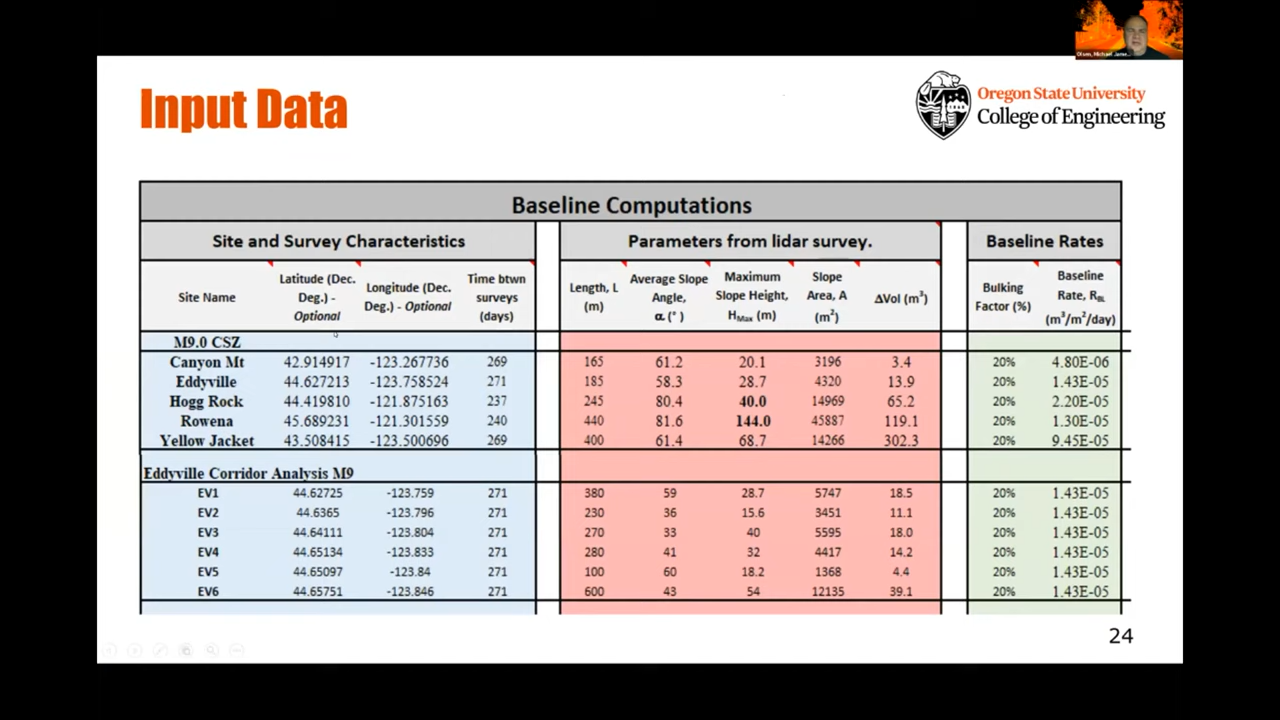 Olsen, Michael Jame...
Input Data
Oregon State University
College of Engineering
Baseline Computations
Site and Survey Characteristics Parameters from lidar survey. Baseline Rates
Site Name Latitude (Dec. Deg.) - Optional Longitude (Dec. Deg.) - Optional Time btwn surveys (days) Length, L (m) Average Slope Angle, α (°) Maximum Slope Height, HMax (m) Slope Area, A (m²) ΔVol (m³) Bulking Factor (%) Baseline Rate, RBL (m³/m²/day)
M9.0 CSZ
Canyon Mt 42.914917 -123.267736 269 165 61.2 20.1 3196 3.4 20% 4.80E-06
Eddyville 44.627213 -123.758524 271 185 58.3 28.7 4320 13.9 20% 1.43E-05
Hogg Rock 44.419810 -121.875163 237 245 80.4 40.0 14969 65.2 20% 2.20E-05
Rowena 45.689231 -121.301559 240 440 81.6 144.0 45887 119.1 20% 1.30E-05
Yellow Jacket 43.508415 -123.500696 269 400 61.4 68.7 14266 302.3 20% 9.45E-05
Eddyville Corridor Analysis M9
EV1 44.62725 -123.759 271 380 59 28.7 5747 18.5 20% 1.43E-05
EV2 44.6365 -123.796 271 230 36 15.6 3451 11.1 20% 1.43E-05
EV3 44.64111 -123.804 271 270 33 40 5595 18.0 20% 1.43E-05
EV4 44.65134 -123.833 271 280 41 32 4417 14.2 20% 1.43E-05
EV5 44.65097 -123.84 271 100 60 18.2 1368 4.4 20% 1.43E-05
EV6 44.65751 -123.846 271 600 43 54 12135 39.1 20% 1.43E-05
24